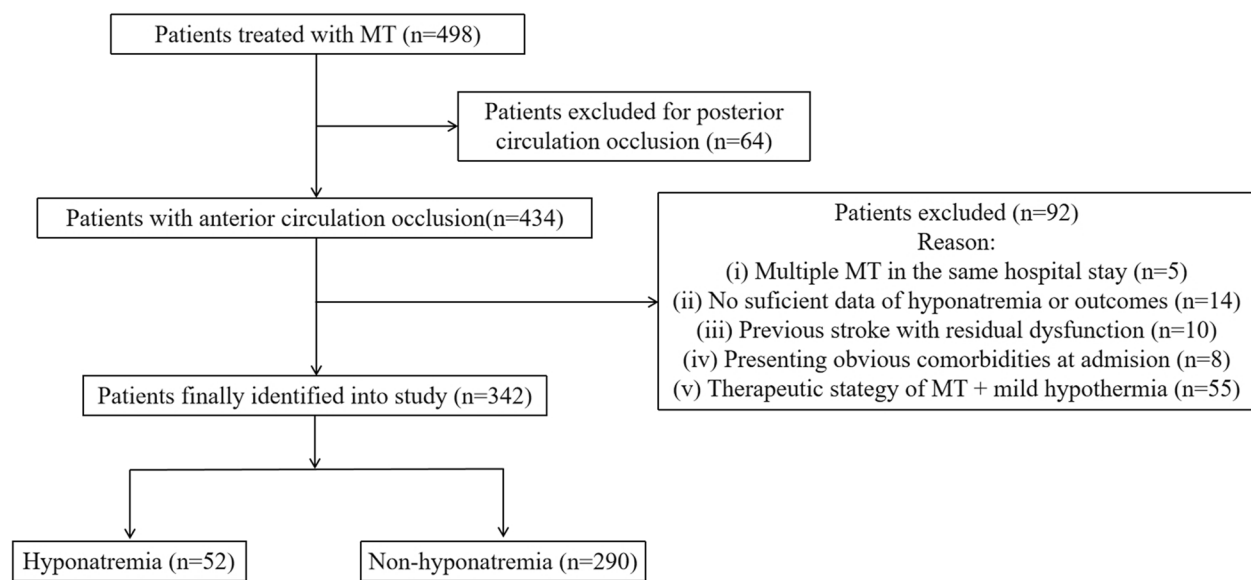 Patients treated with MT (n=498)
Patients excluded for posterior
circulation occlusion (n=64)
Patients with anterior circulation occlusion(n=434)
Patients excluded (n=92)
Reason:
(i) Multiple MT in the same hospital stay (n=5)
(ii) No suficient data of hyponatremia or outcomes (n=14)
(iii) Previous stroke with residual dysfunction (n=10)
(iv) Presenting obvious comorbidities at admision (n=8)
(v) Therapeutic stategy of MT + mild hypothermia (n=55)
Patients finally identified into study (n=342)
Hyponatremia (n=52)
Non-hyponatremia (n=290)